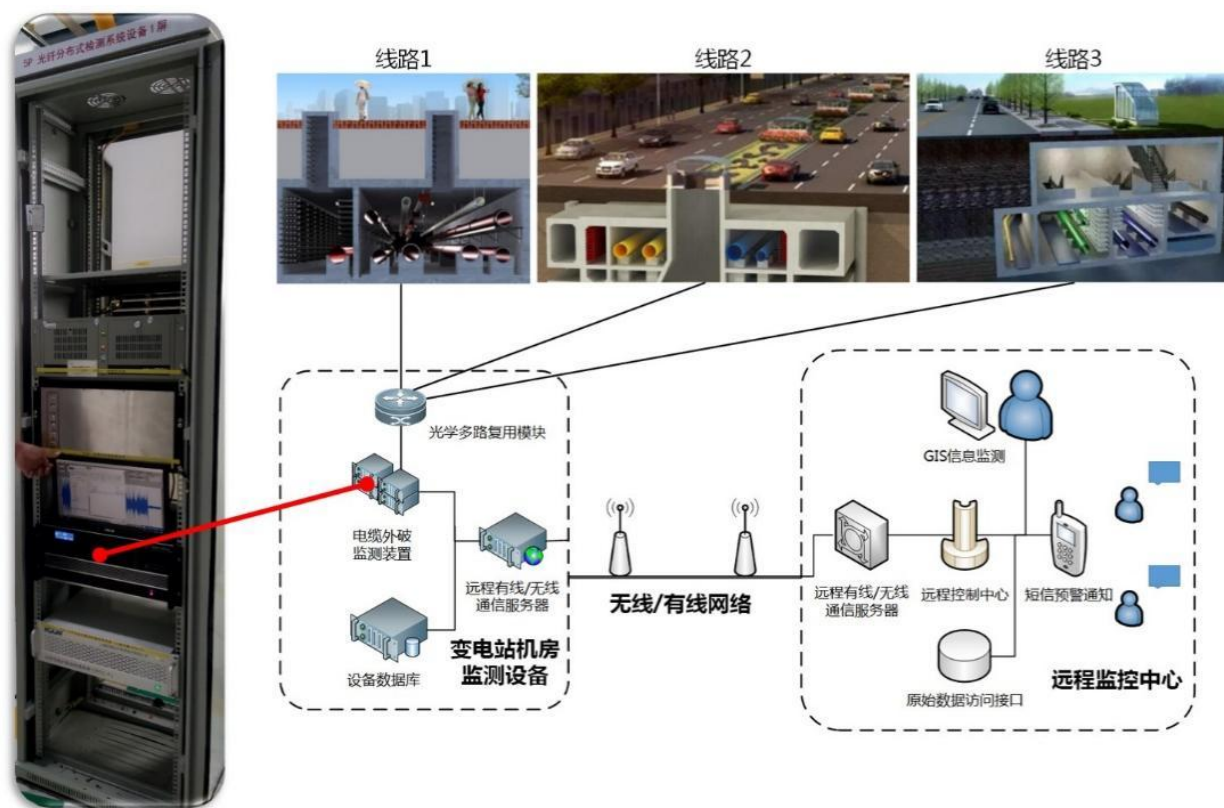 5P 光纤分布式检测系统设备1屏
线路1
线路2
线路3
光学多路复用模块
电缆外破
监测装置
远程有线/无线
通信服务器
设备数据库
变电站机房
监测设备
无线/有线网络
GIS信息监测
远程有线/无线
通信服务器
远程控制中心
短信预警通知
原始数据访问接口
远程监控中心